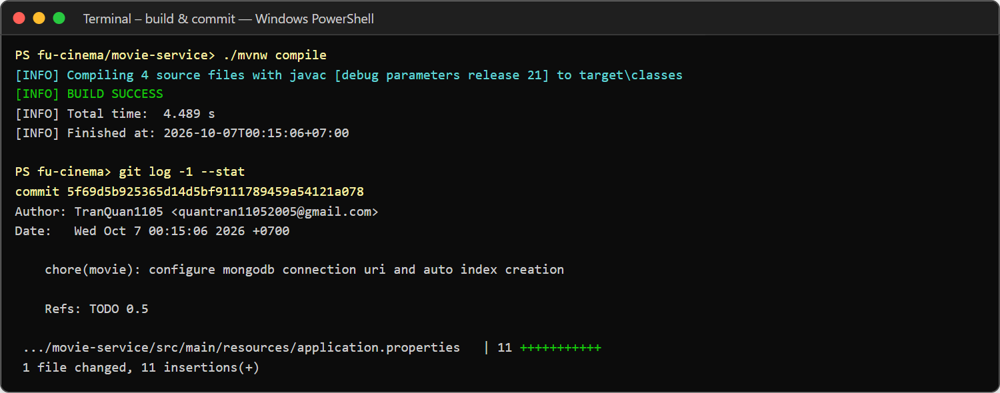 Terminal – build & commit — Windows PowerShell
PS fu-cinema/movie-service> ./mvnw compile
[INFO] Compiling 4 source files with javac [debug parameters release 21] to target\classes
[INFO] BUILD SUCCESS
[INFO] Total time:  4.489 s
[INFO] Finished at: 2026-10-07T00:15:06+07:00
PS fu-cinema> git log -1 --stat
commit 5f69d5b925365d14d5bf9111789459a54121a078
Author: TranQuan1105 <quantran11052005@gmail.com>
Date:   Wed Oct 7 00:15:06 2026 +0700
chore(movie): configure mongodb connection uri and auto index creation
Refs: TODO 0.5
.../movie-service/src/main/resources/application.properties   | 11 +++++++++++
1 file changed, 11 insertions(+)